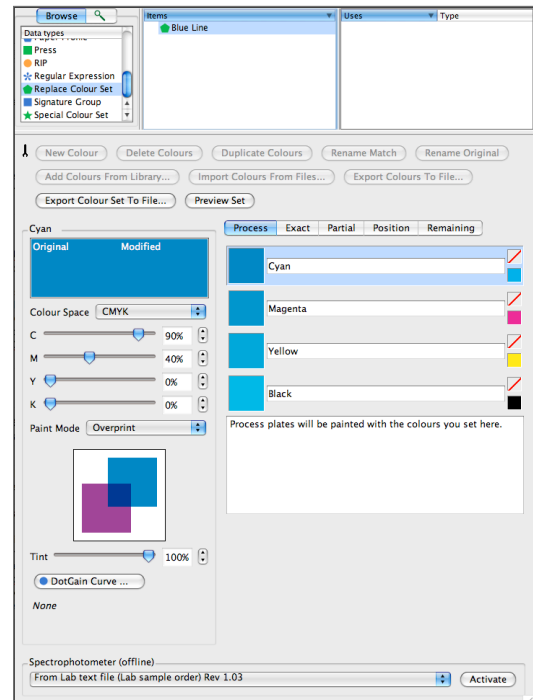 Browse
Items
Uses
Type
Data types
Blue Line
Paper Profile
Press
RIP
Regular Expression
Replace Colour Set
Signature Group
Special Colour Set
New Colour
Delete Colours
Duplicate Colours
Rename Match
Rename Original
Add Colours From Library...
Import Colours From Files...
Export Colours To File...
Export Colour Set To File...
Preview Set
Cyan
Original
Modified
Colour Space
CMYK
C
90%
M
40%
Y
0%
K
0%
Paint Mode
Overprint
Tint
100%
DotGain Curve ...
None
Process
Exact
Partial
Position
Remaining
Cyan
Magenta
Yellow
Black
Process plates will be painted with the colours you set here.
Spectrophotometer (offline)
From Lab text file (Lab sample order) Rev 1.03
Activate